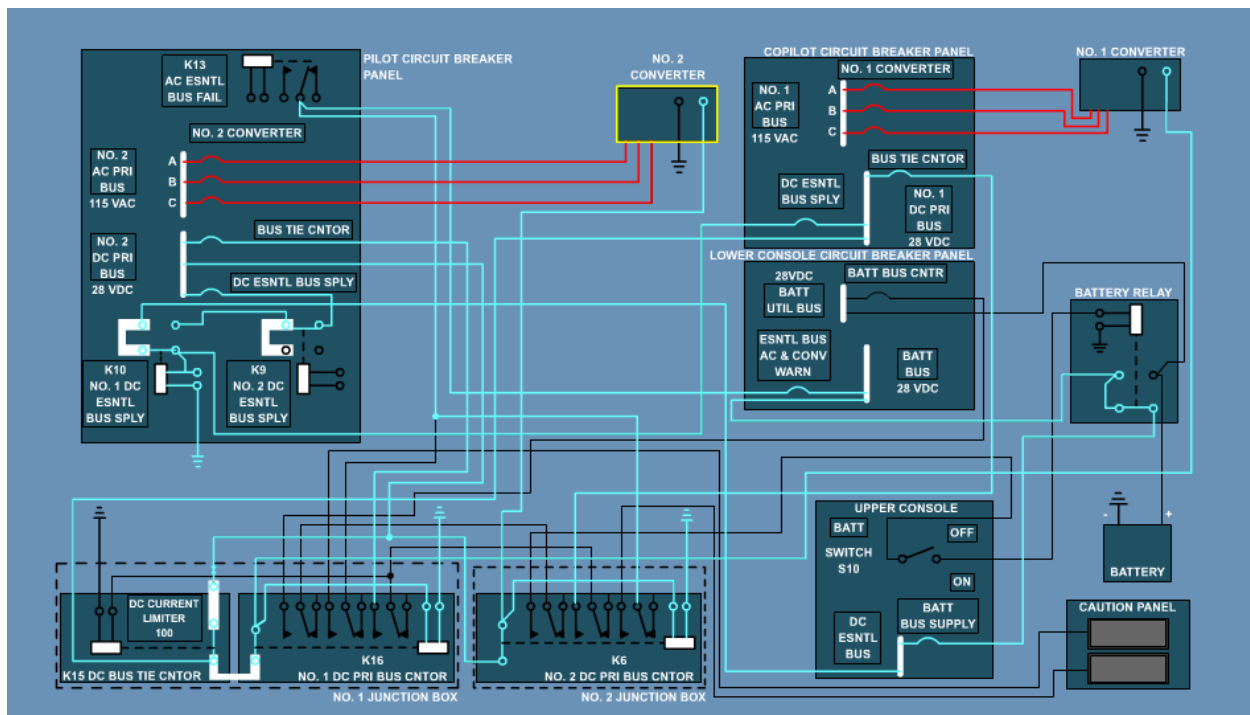 PILOT CIRCUIT BREAKER
PANEL
K13
AC ESNTL
BUS FAIL
NO. 2 CONVERTER
NO. 2
AC PRI
BUS
115 VAC
A
B
C
BUS TIE CNTOR
NO. 2
DC PRI
BUS
28 VDC
DC ESNTL BUS SPLY
K10
NO. 1 DC
ESNTL
BUS SPLY
K9
NO. 2 DC
ESNTL
BUS SPLY
NO. 2
CONVERTER
COPILOT CIRCUIT BREAKER PANEL
NO. 1 CONVERTER
NO. 1
AC PRI
BUS
115 VAC
A
B
C
BUS TIE CNTOR
DC ESNTL
BUS SPLY
NO. 1
DC PRI
BUS
28 VDC
NO. 1 CONVERTER
LOWER CONSOLE CIRCUIT BREAKER PANEL
28VDC
BATT
UTIL BUS
BATT BUS CNTR
ESNTL BUS
AC & CONV
WARN
BATT
BUS
28 VDC
BATTERY RELAY
-
+
BATTERY
UPPER CONSOLE
BATT
OFF
SWITCH
S10
ON
BATT
BUS SUPPLY
DC
ESNTL
BUS
CAUTION PANEL
DC CURRENT
LIMITER
100
K15 DC BUS TIE CNTOR
K16
NO. 1 DC PRI BUS CNTOR
NO. 1 JUNCTION BOX
K6
NO. 2 DC PRI BUS CNTOR
NO. 2 JUNCTION BOX